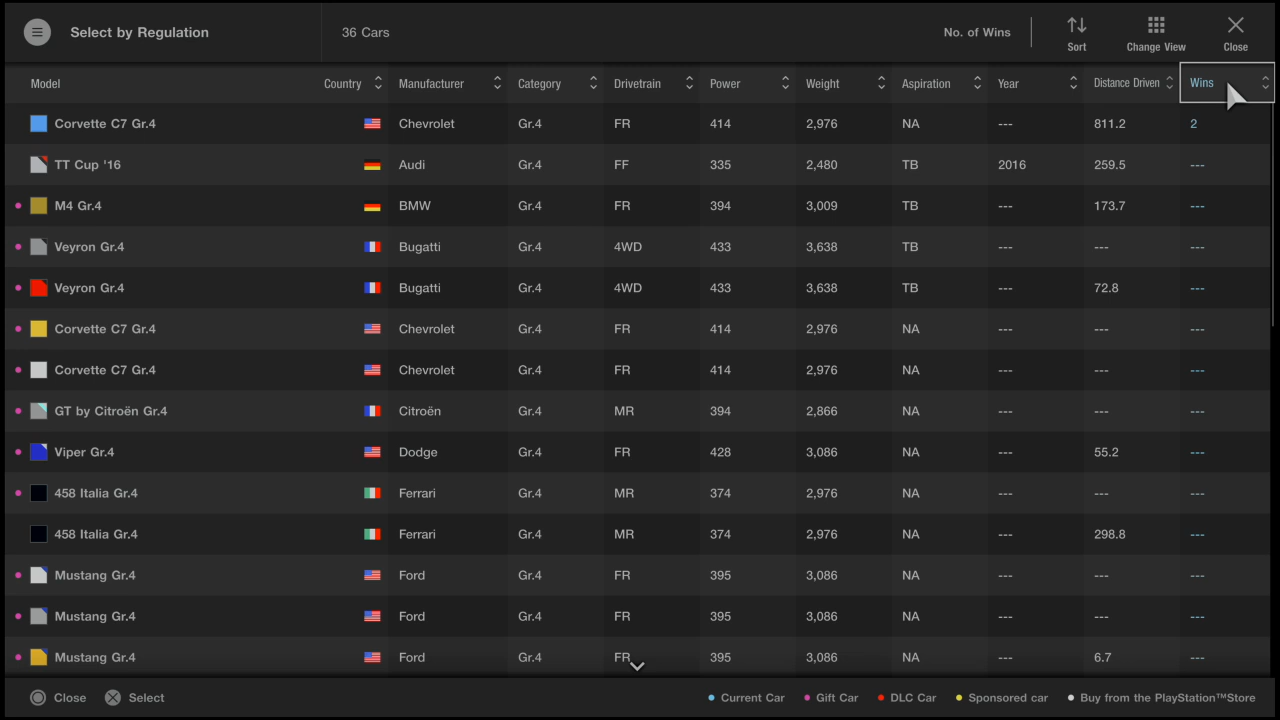 Select by Regulation 36 Cars No. of Wins Sort Change View Close
Model Country Manufacturer Category Drivetrain Power Weight Aspiration Year Distance Driven Wins
Corvette C7 Gr.4 Chevrolet Gr.4 FR 414 2,976 NA --- 811.2 2
TT Cup '16 Audi Gr.4 FF 335 2,480 TB 2016 259.5 ---
M4 Gr.4 BMW Gr.4 FR 394 3,009 TB --- 173.7 ---
Veyron Gr.4 Bugatti Gr.4 4WD 433 3,638 TB --- --- ---
Veyron Gr.4 Bugatti Gr.4 4WD 433 3,638 TB --- 72.8 ---
Corvette C7 Gr.4 Chevrolet Gr.4 FR 414 2,976 NA --- --- ---
Corvette C7 Gr.4 Chevrolet Gr.4 FR 414 2,976 NA --- --- ---
GT by Citroën Gr.4 Citroën Gr.4 MR 394 2,866 NA --- --- ---
Viper Gr.4 Dodge Gr.4 FR 428 3,086 NA --- 55.2 ---
458 Italia Gr.4 Ferrari Gr.4 MR 374 2,976 NA --- --- ---
458 Italia Gr.4 Ferrari Gr.4 MR 374 2,976 NA --- 298.8 ---
Mustang Gr.4 Ford Gr.4 FR 395 3,086 NA --- --- ---
Mustang Gr.4 Ford Gr.4 FR 395 3,086 NA --- --- ---
Mustang Gr.4 Ford Gr.4 FR 395 3,086 NA --- 6.7 ---
Close Select Current Car Gift Car DLC Car Sponsored car Buy from the PlayStation™Store